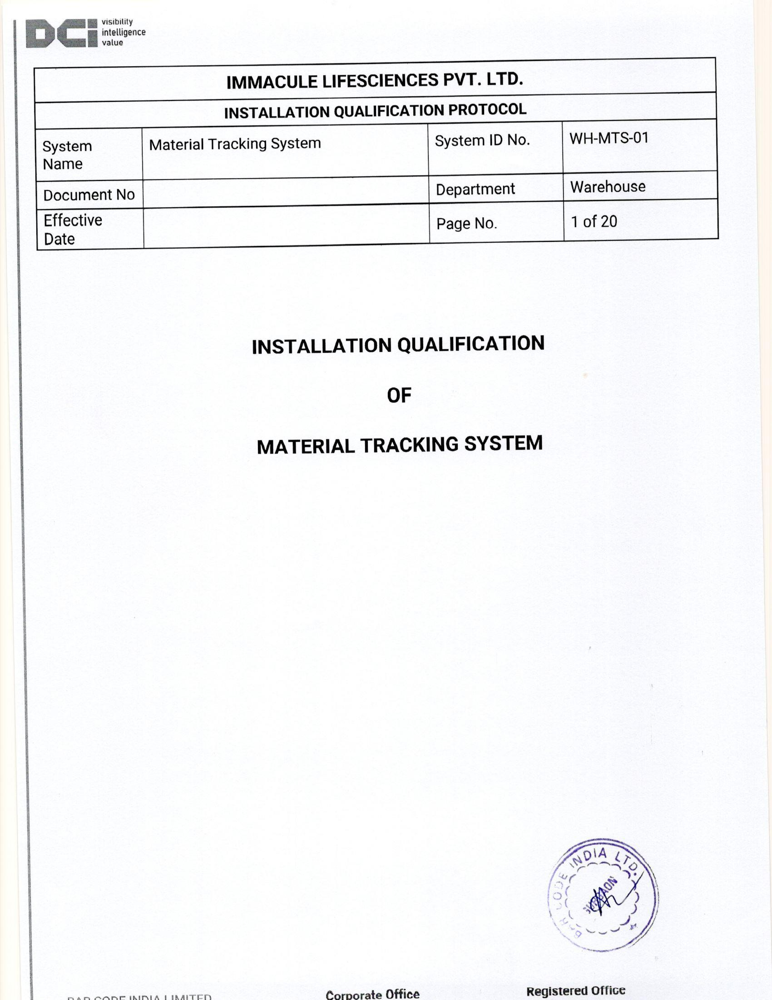 DCi
visibility
intelligence
value
IMMACULE LIFESCIENCES PVT. LTD.
INSTALLATION QUALIFICATION PROTOCOL
System Name
Material Tracking System
System ID No.
WH-MTS-01
Document No
Department
Warehouse
Effective Date
Page No.
1 of 20
INSTALLATION QUALIFICATION
OF
MATERIAL TRACKING SYSTEM
BAR CODE INDIA LTD.
BAR CODE INDIA LIMITED
Corporate Office
Registered Office